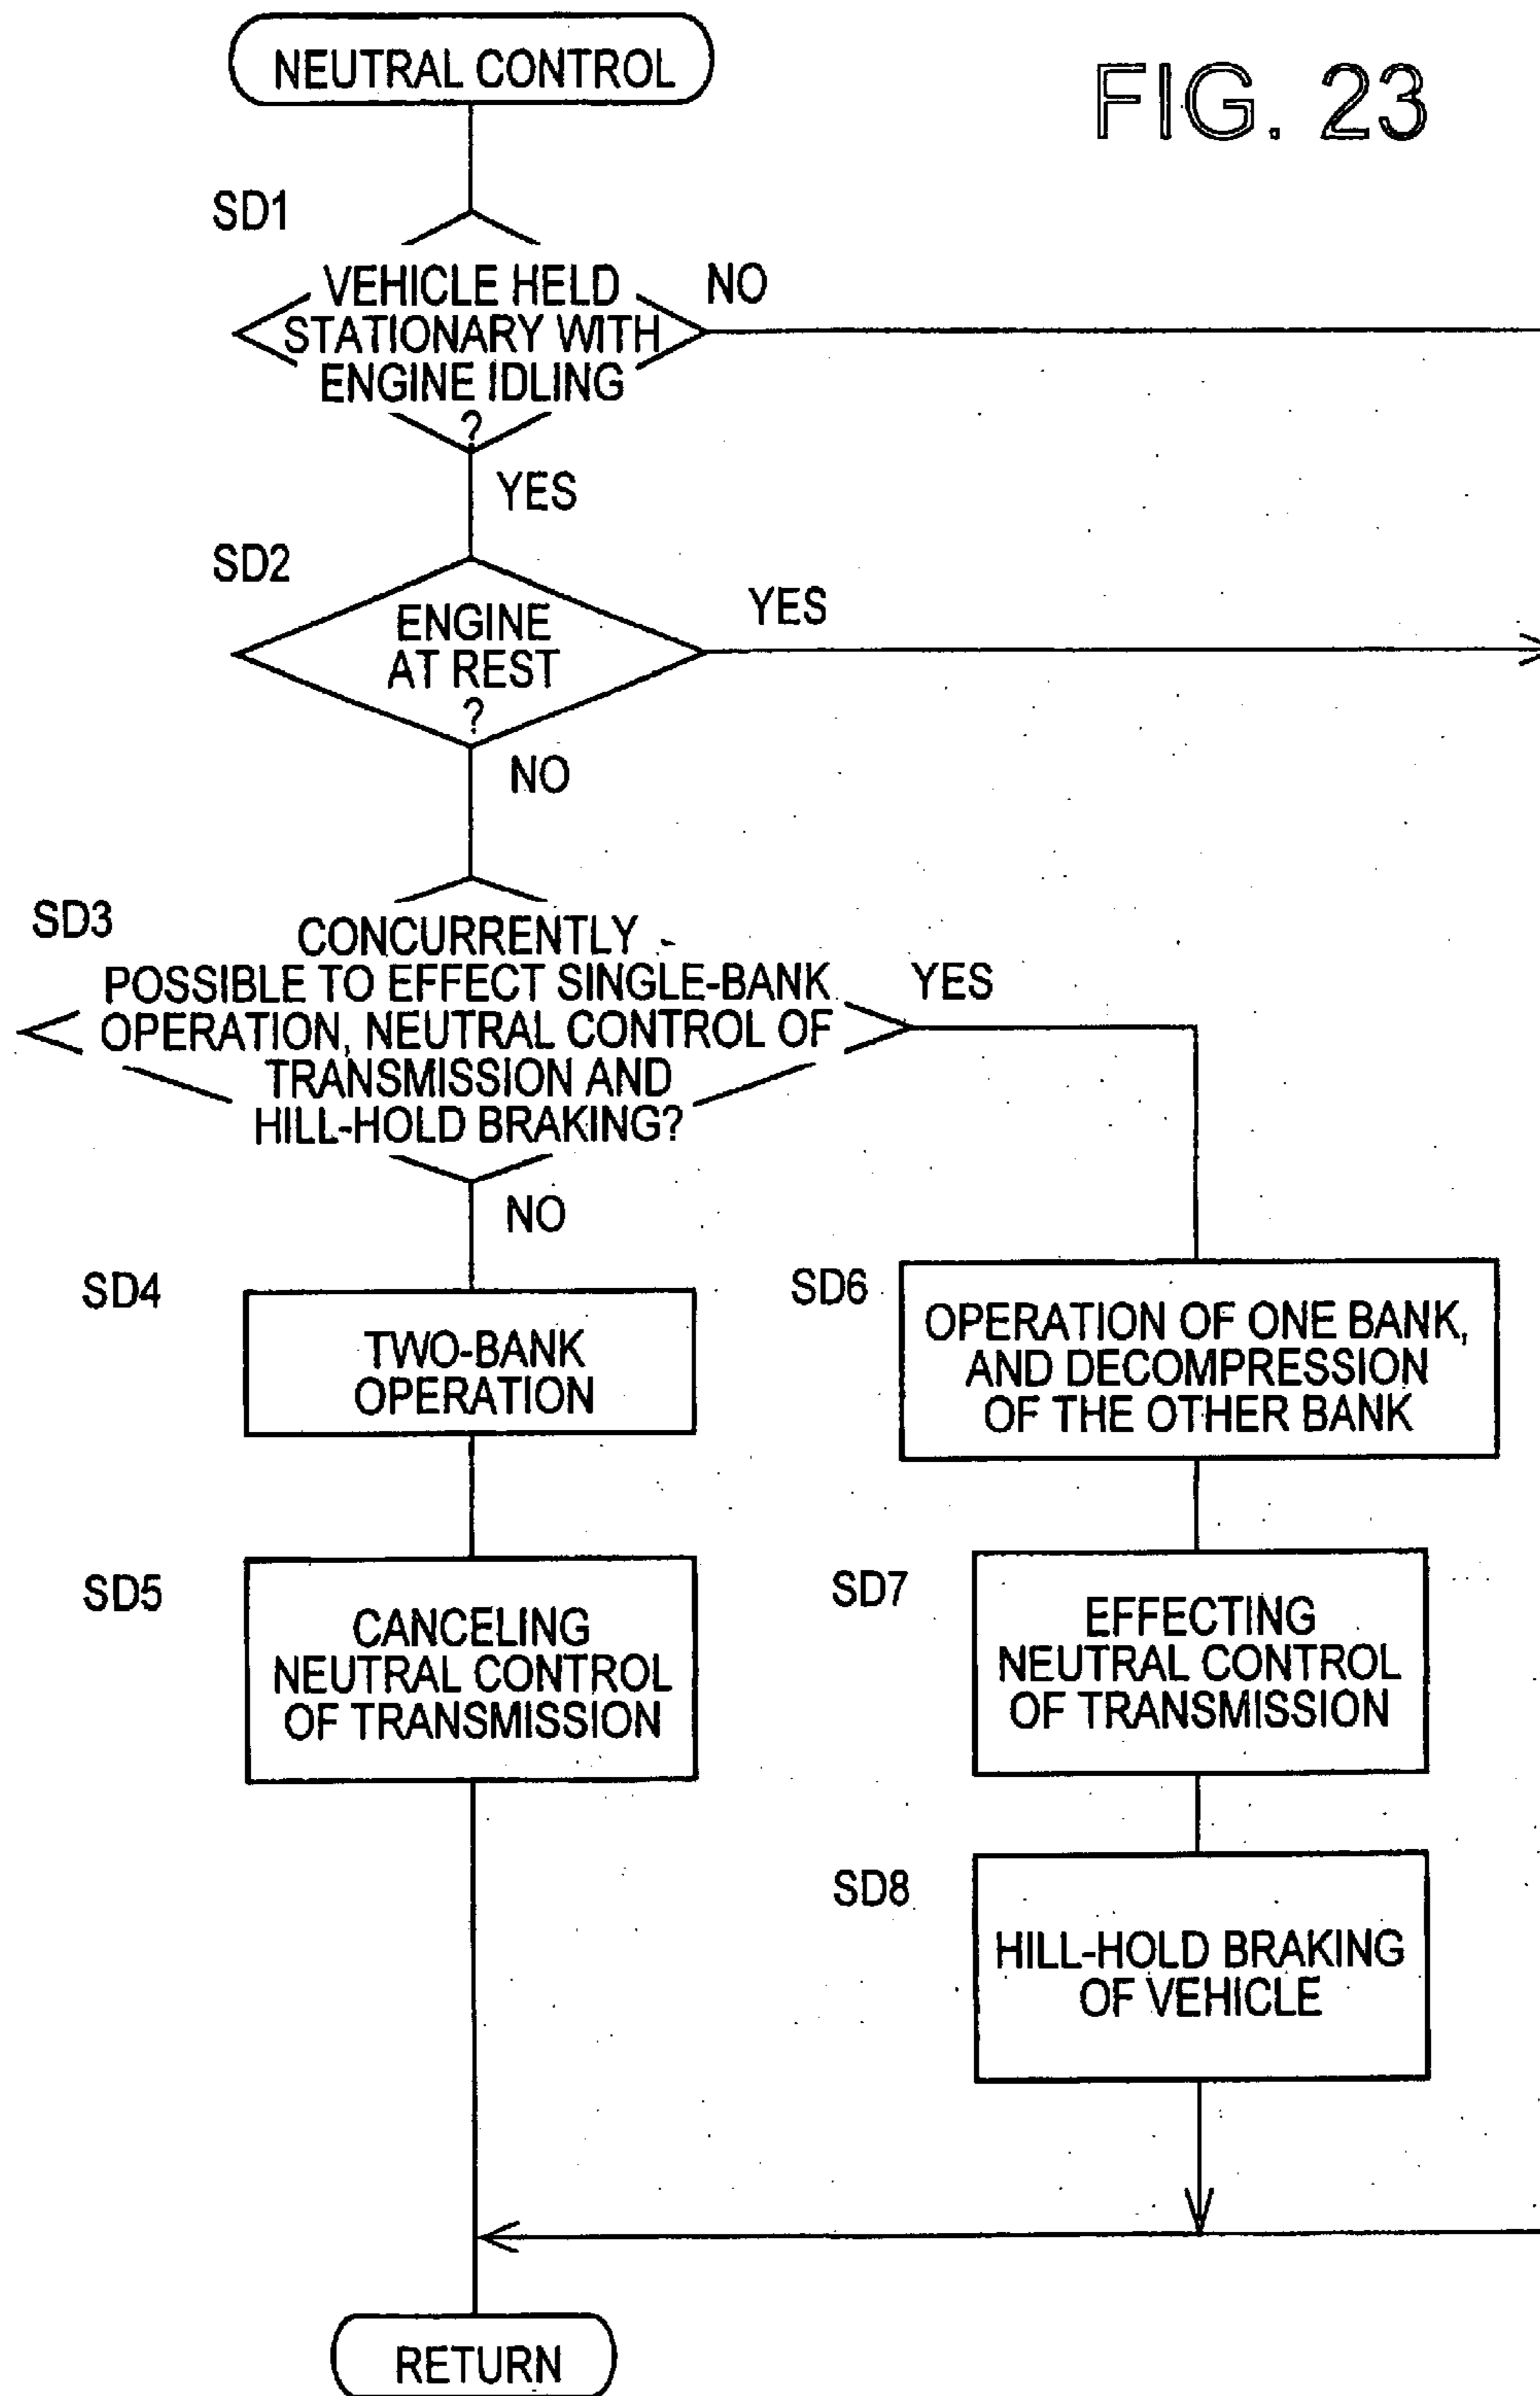 NEUTRAL CONTROL
FIG. 23
SD1
VEHICLE HELD
STATIONARY WITH
ENGINE IDLING
?
NO
YES
SD2
ENGINE
AT REST
?
YES
NO
SD3
CONCURRENTLY
POSSIBLE TO EFFECT SINGLE-BANK
OPERATION, NEUTRAL CONTROL OF
TRANSMISSION AND
HILL-HOLD BRAKING?
YES
NO
SD4
TWO-BANK
OPERATION
SD5
CANCELING
NEUTRAL CONTROL
OF TRANSMISSION
SD6
OPERATION OF ONE BANK,
AND DECOMPRESSION
OF THE OTHER BANK
SD7
EFFECTING
NEUTRAL CONTROL
OF TRANSMISSION
SD8
HILL-HOLD BRAKING
OF VEHICLE
RETURN